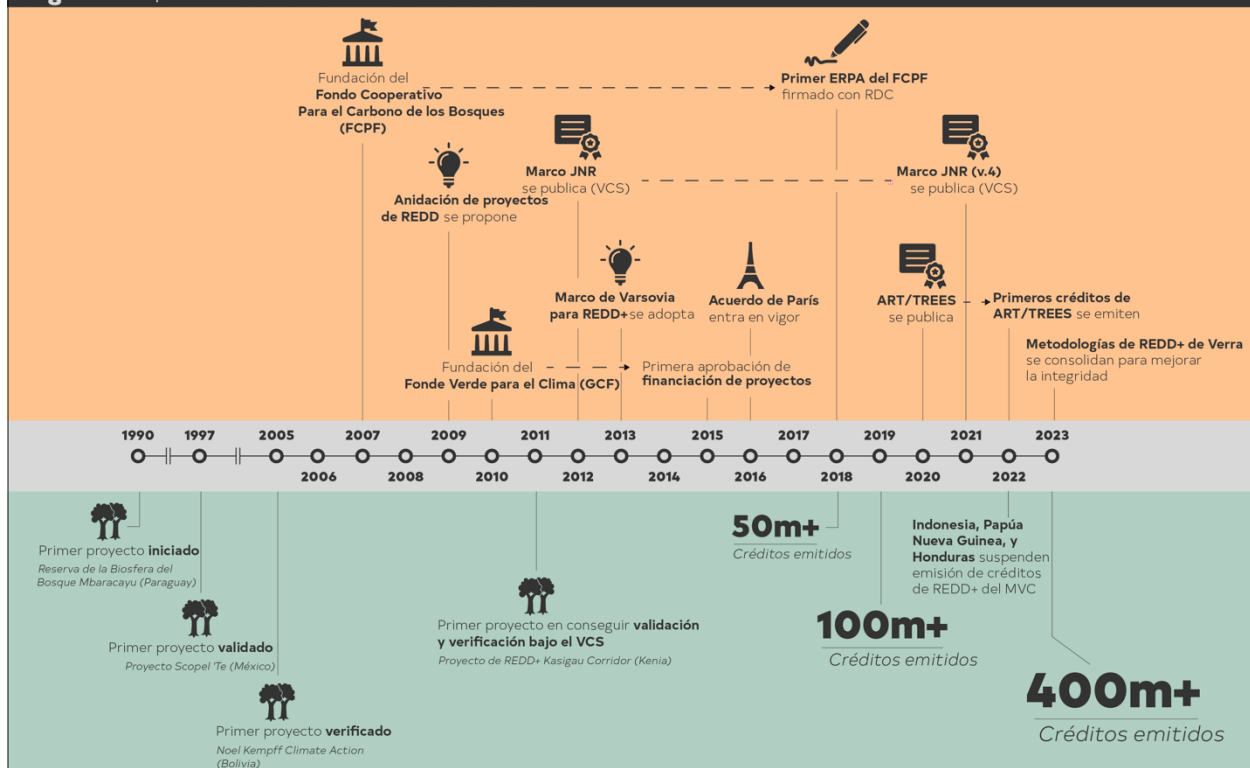 Fundación del
Fondo Cooperativo
Para el Carbono de los Bosques
(FCPF)
Primer ERPA del FCPF
firmado con RDC
Anidación de proyectos
de REDD se propone
Marco JNR
se publica (VCS)
Marco JNR (v.4)
se publica (VCS)
Marco de Varsovia
para REDD+ se adopta
Acuerdo de París
entra en vigor
ART/TREES
se publica
Primeros créditos de
ART/TREES se emiten
Metodologías de REDD+ de Verra
se consolidan para mejorar
la integridad
Fundación del
Fonde Verde para el Clima (GCF)
Primera aprobación de
financiación de proyectos
1990 1997 2005 2007 2009 2011 2013 2015 2017 2019 2021 2023
2006 2008 2010 2012 2014 2016 2018 2020 2022
Primer proyecto iniciado
Reserva de la Biosfera del
Bosque Mbaracayu (Paraguay)
Primer proyecto validado
Proyecto Scopel 'Te (México)
Primer proyecto verificado
Noel Kempff Climate Action
(Bolivia)
Primer proyecto en conseguir validación
y verificación bajo el VCS
Proyecto de REDD+ Kasigau Corridor (Kenia)
50m+
Créditos emitidos
100m+
Créditos emitidos
Indonesia, Papúa
Nueva Guinea, y
Honduras suspenden
emisión de créditos
de REDD+ del MVC
400m+
Créditos emitidos